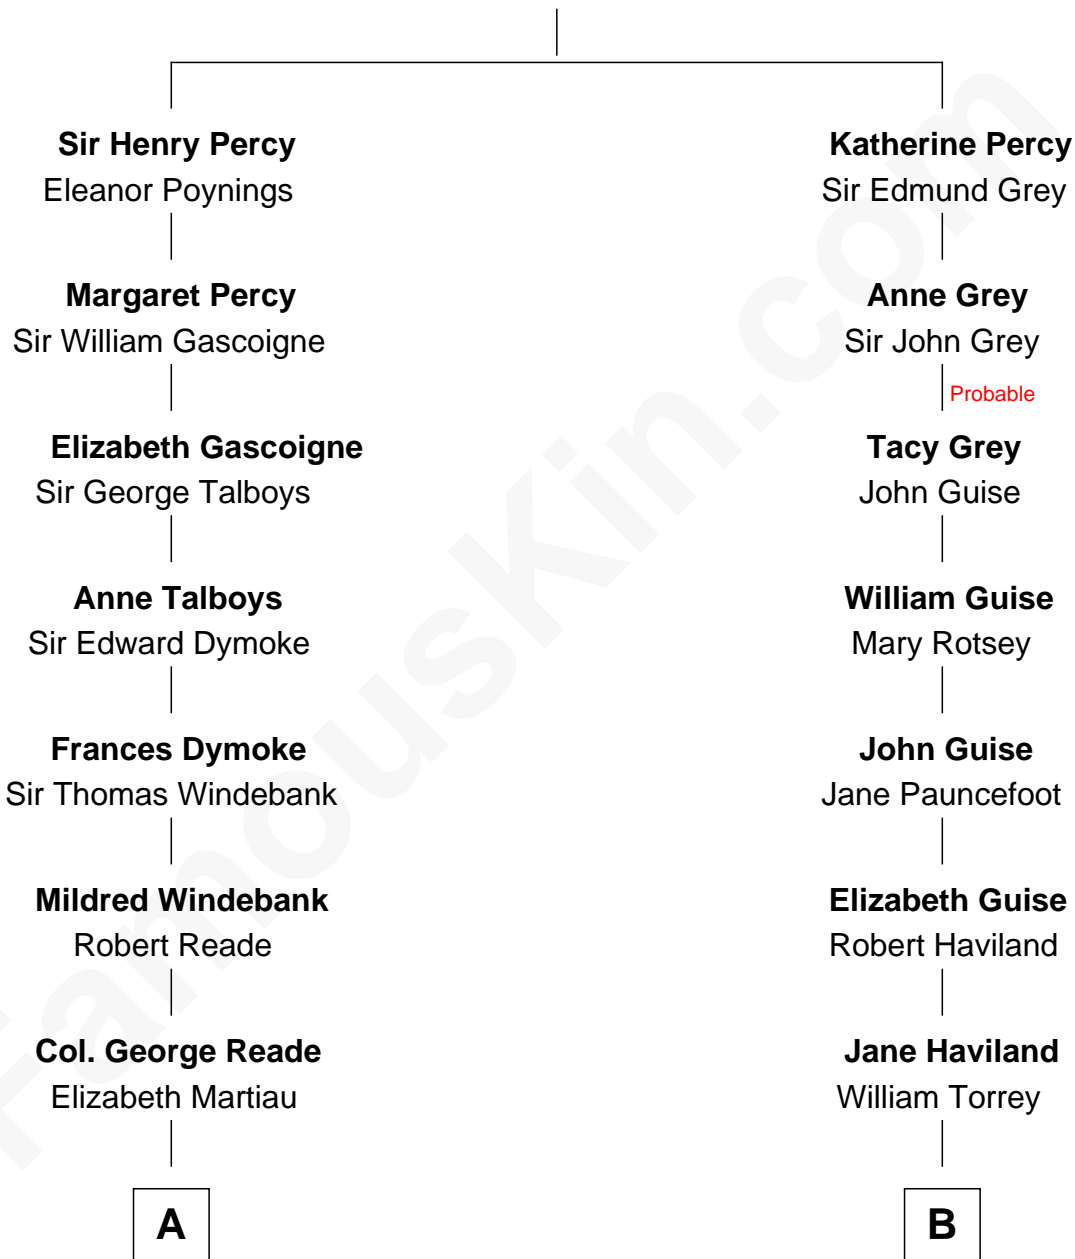 Sir Henry Percy
Eleanor Poynings
Margaret Percy
Sir William Gascoigne
Elizabeth Gascoigne
Sir George Talboys
Anne Talboys
Sir Edward Dymoke
Frances Dymoke
Sir Thomas Windebank
Mildred Windebank
Robert Reade
Col. George Reade
Elizabeth Martiau
A
Katherine Percy
Sir Edmund Grey
Anne Grey
Sir John Grey
Probable
Tacy Grey
John Guise
William Guise
Mary Rotsey
John Guise
Jane Pauncefoot
Elizabeth Guise
Robert Haviland
Jane Haviland
William Torrey
B
FamousKin.com